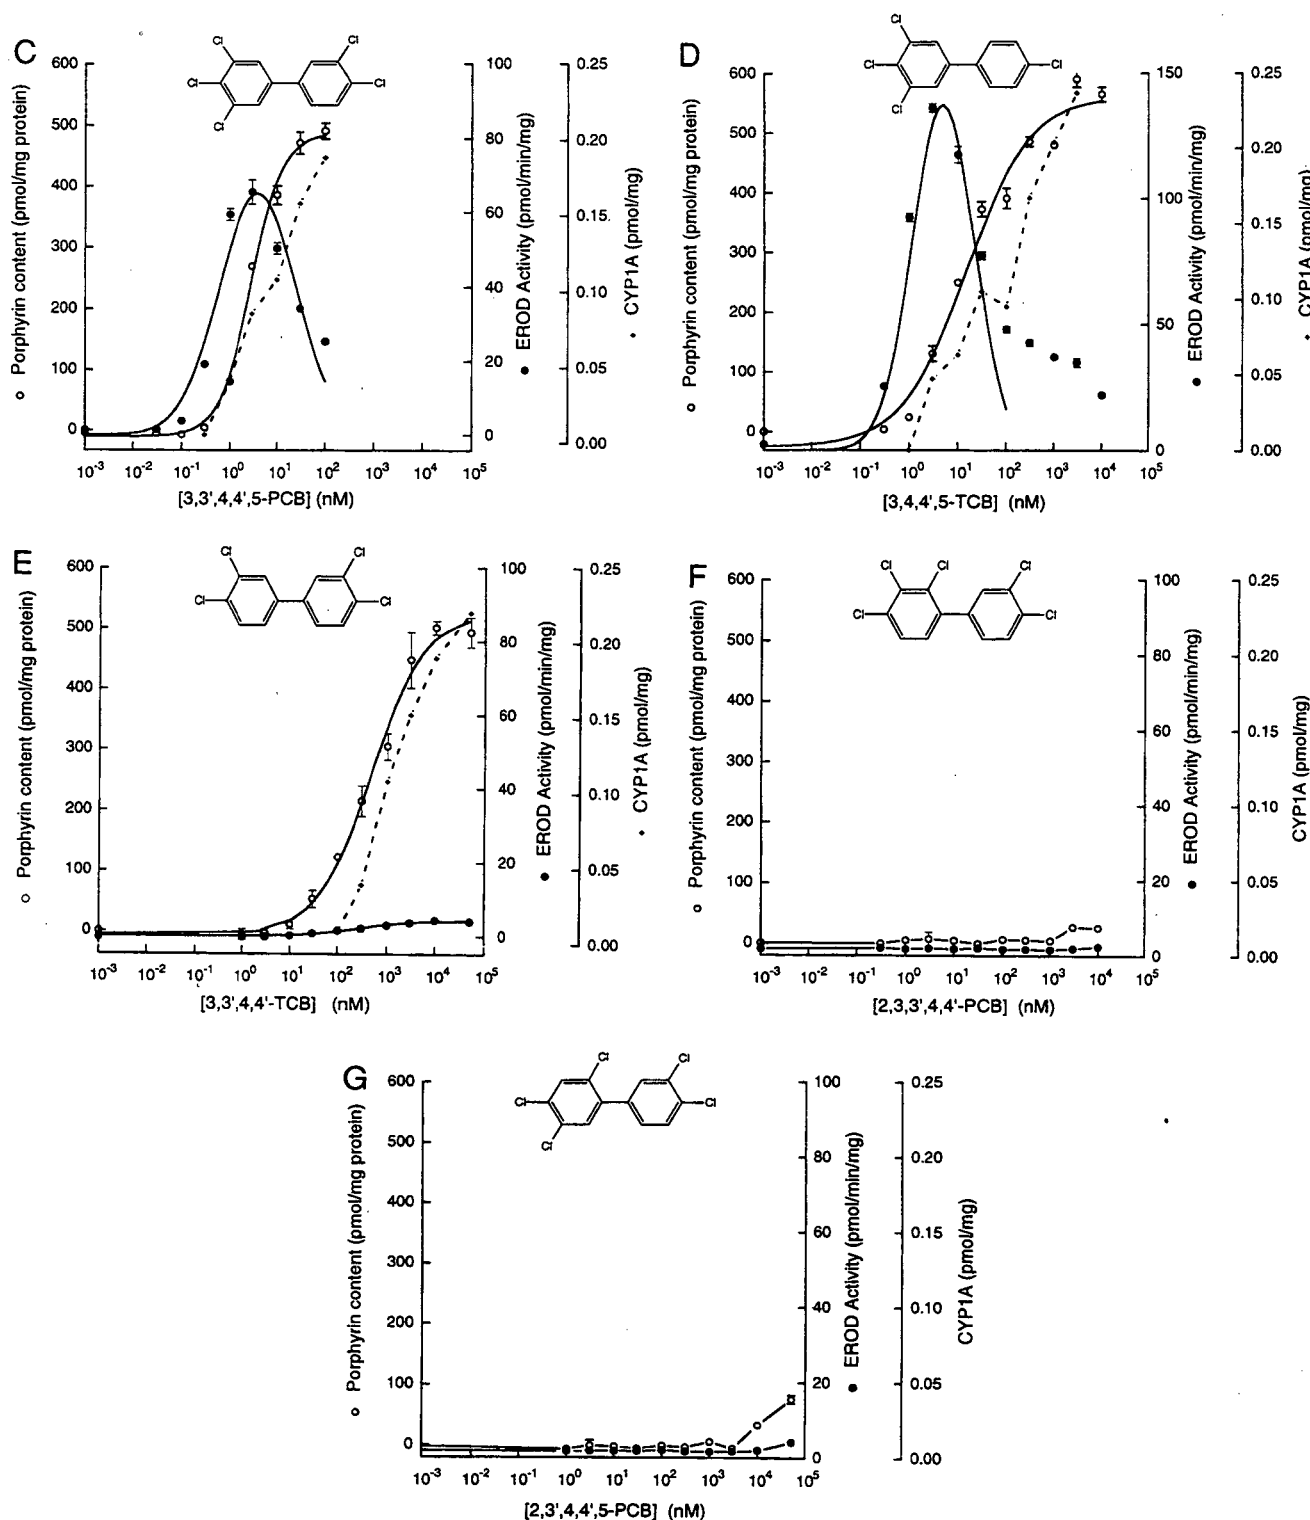 C
Cl Cl
Cl Cl
Cl
600
500
400
300
200
100
0
Porphyrin content (pmol/mg protein)
100
80
60
40
20
0
EROD Activity (pmol/min/mg)
0.25
0.20
0.15
0.10
0.05
0.00
CYP1A (pmol/mg)
10-3 10-2 10-1 100 101 102 103 104 105
[3,3',4,4',5-PCB] (nM)
D
Cl
Cl Cl
Cl
600
500
400
300
200
100
0
Porphyrin content (pmol/mg protein)
150
100
50
0
EROD Activity (pmol/min/mg)
0.25
0.20
0.15
0.10
0.05
0.00
CYP1A (pmol/mg)
10-3 10-2 10-1 100 101 102 103 104 105
[3,4,4',5-TCB] (nM)
E
Cl Cl
Cl Cl
600
500
400
300
200
100
0
Porphyrin content (pmol/mg protein)
100
80
60
40
20
0
EROD Activity (pmol/min/mg)
0.25
0.20
0.15
0.10
0.05
0.00
CYP1A (pmol/mg)
10-3 10-2 10-1 100 101 102 103 104 105
[3,3',4,4'-TCB] (nM)
F
Cl Cl Cl
Cl Cl
600
500
400
300
200
100
0
Porphyrin content (pmol/mg protein)
100
80
60
40
20
0
EROD Activity (pmol/min/mg)
0.25
0.20
0.15
0.10
0.05
0.00
CYP1A (pmol/mg)
10-3 10-2 10-1 100 101 102 103 104 105
[2,3,3',4,4'-PCB] (nM)
G
Cl Cl
Cl Cl
Cl
600
500
400
300
200
100
0
Porphyrin content (pmol/mg protein)
100
80
60
40
20
0
EROD Activity (pmol/min/mg)
0.25
0.20
0.15
0.10
0.05
0.00
CYP1A (pmol/mg)
10-3 10-2 10-1 100 101 102 103 104 105
[2,3',4,4',5-PCB] (nM)